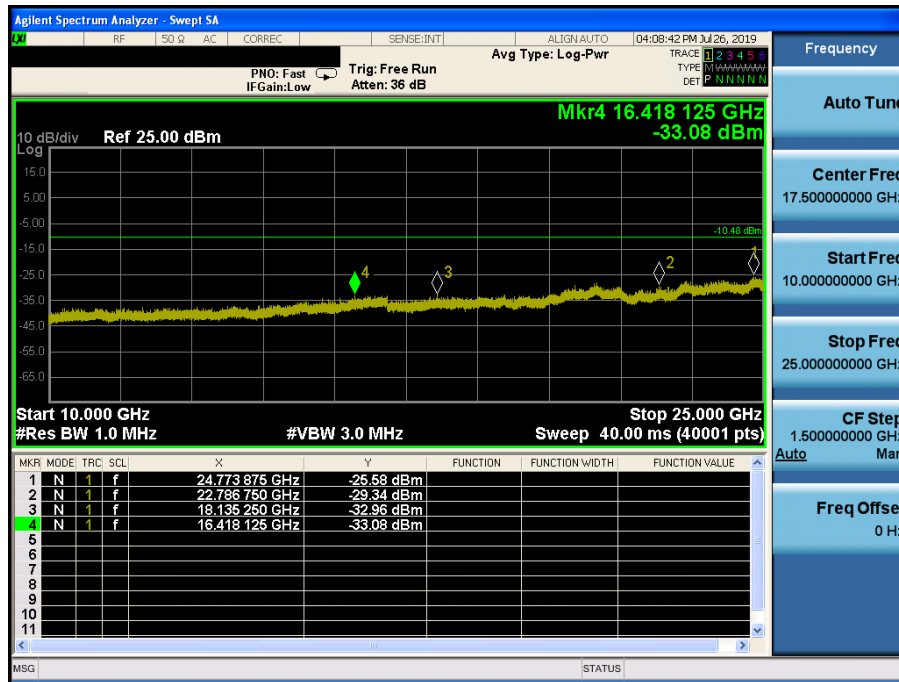 Agilent Spectrum Analyzer - Swept SA
LXI RF 50 Ω AC CORREC SENSE:INT ALIGN AUTO 04:08:42 PM Jul 26, 2019
Frequency
Avg Type: Log-Pwr TRACE 1 2 3 4 5 6
PNO: Fast Trig: Free Run TYPE M WWWWW
IFGain:Low Atten: 36 dB DET P N N N N N
Auto Tune
Mkr4 16.418 125 GHz
10 dB/div Ref 25.00 dBm -33.08 dBm
Log
15.0
5.00
-5.00
-10.48 dBm
-15.0
-25.0
-35.0
-45.0
-55.0
-65.0
4 3 2 1
Center Freq
17.500000000 GHz
Start Freq
10.000000000 GHz
Stop Freq
25.000000000 GHz
Start 10.000 GHz Stop 25.000 GHz
#Res BW 1.0 MHz #VBW 3.0 MHz Sweep 40.00 ms (40001 pts)
CF Step
1.500000000 GHz
Auto Man
MKR MODE TRC SCL X Y FUNCTION FUNCTION WIDTH FUNCTION VALUE
1 N 1 f 24.773 875 GHz -25.58 dBm
2 N 1 f 22.786 750 GHz -29.34 dBm
3 N 1 f 18.135 250 GHz -32.96 dBm
4 N 1 f 16.418 125 GHz -33.08 dBm
5
6
7
8
9
10
11
Freq Offset
0 Hz
MSG STATUS